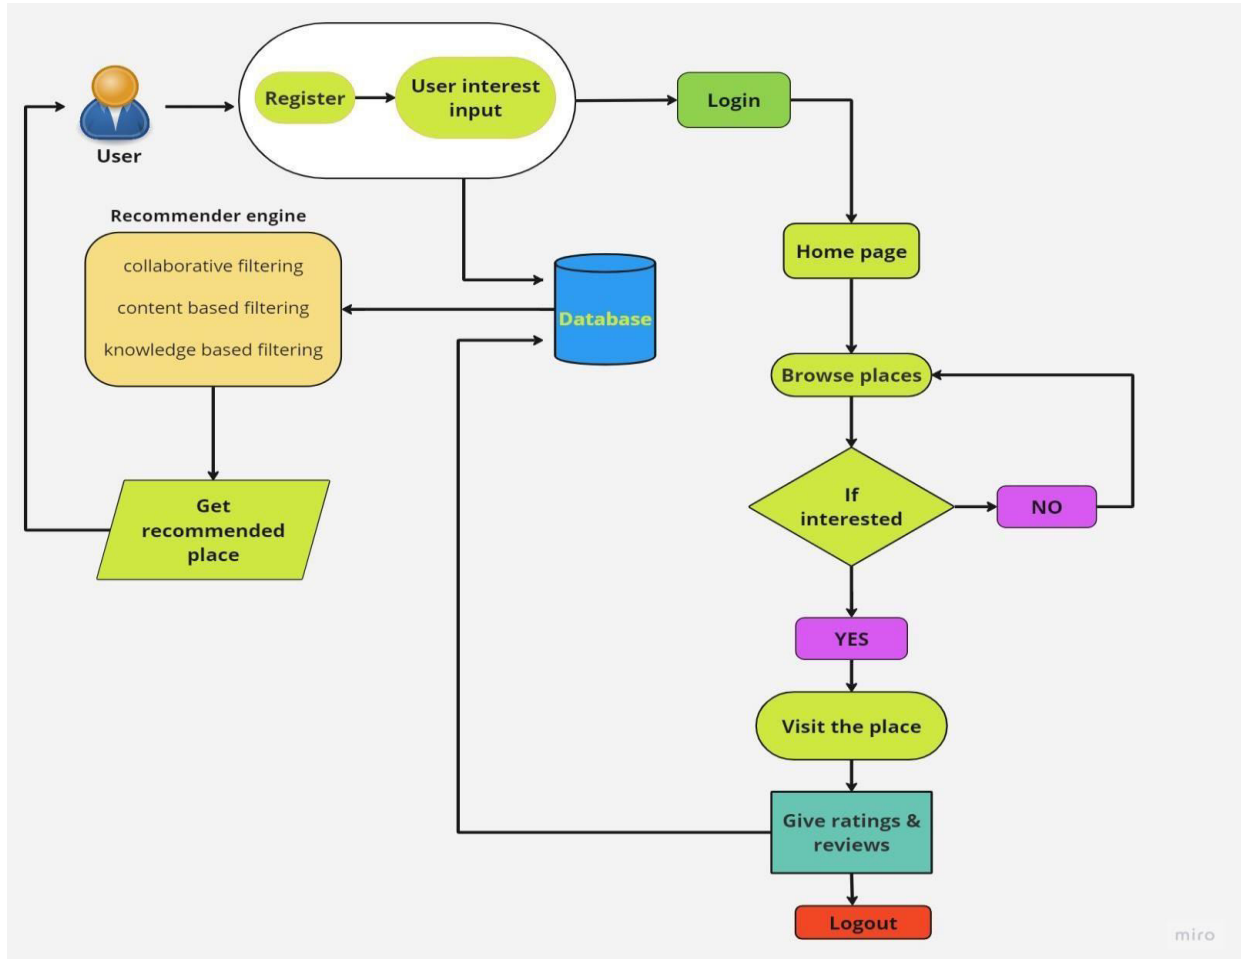 Register
User interest
input
Login
User
Recommender engine
collaborative filtering
content based filtering
knowledge based filtering
Home page
Database
Browse places
Get
recommended
place
If
interested
NO
YES
Visit the place
Give ratings &
reviews
Logout
miro